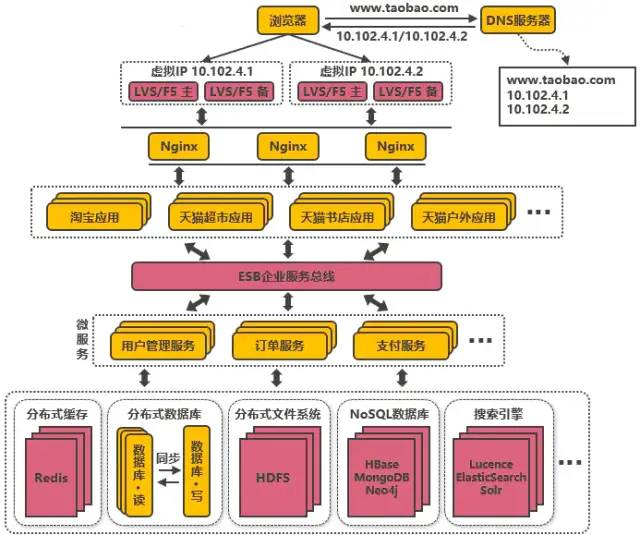 浏览器
www.taobao.com
10.102.4.1/10.102.4.2
DNS服务器
www.taobao.com
10.102.4.1
10.102.4.2
虚拟IP 10.102.4.1
LVS/F5 主
LVS/F5 备
虚拟IP 10.102.4.2
LVS/F5 主
LVS/F5 备
Nginx
Nginx
Nginx
淘宝应用
天猫超市应用
天猫书店应用
天猫户外应用
ESB企业服务总线
微服务
用户管理服务
订单服务
支付服务
分布式缓存
Redis
分布式数据库
数据库·读
同步
数据库·写
分布式文件系统
HDFS
NoSQL数据库
HBase
MongoDB
Neo4j
搜索引擎
Lucence
ElasticSearch
Solr